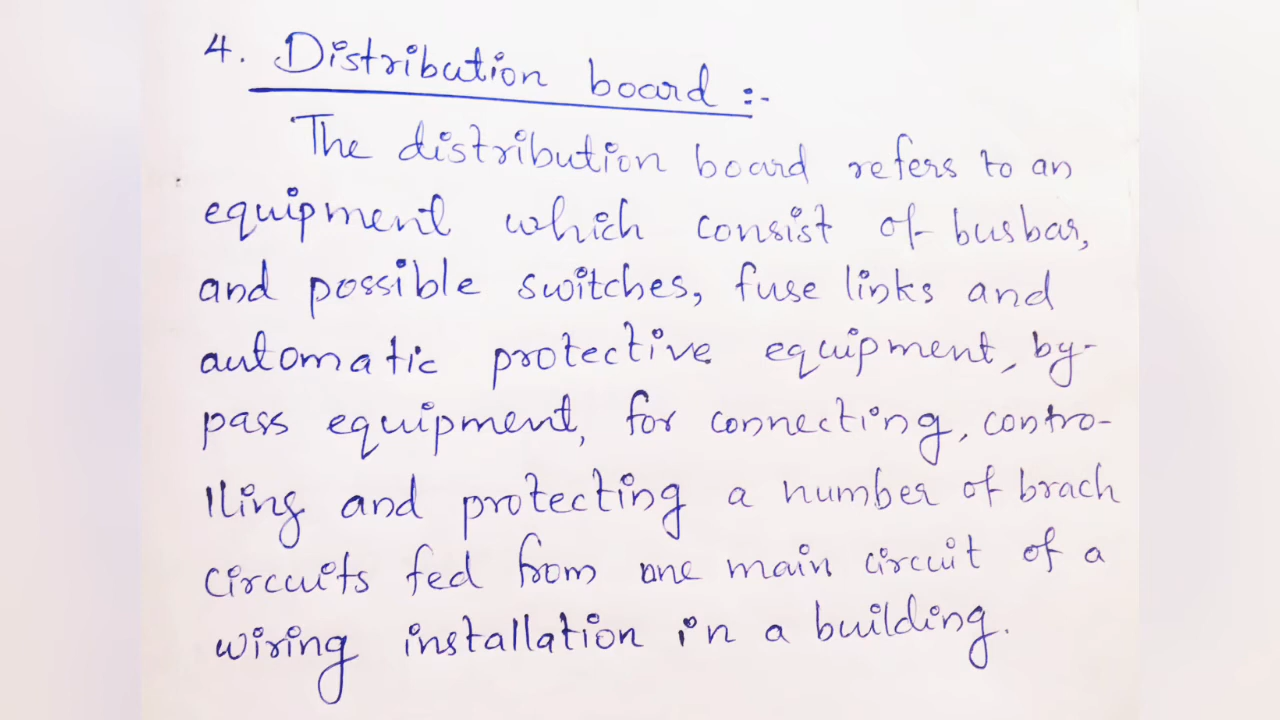 4. Distribution board :-
The distribution board refers to an
equipment which consist of busbar,
and possible switches, fuse links and
automatic protective equipment, by-
pass equipment, for connecting, contro-
lling and protecting a number of brach
circuits fed from one main circuit of a
wiring installation in a building.